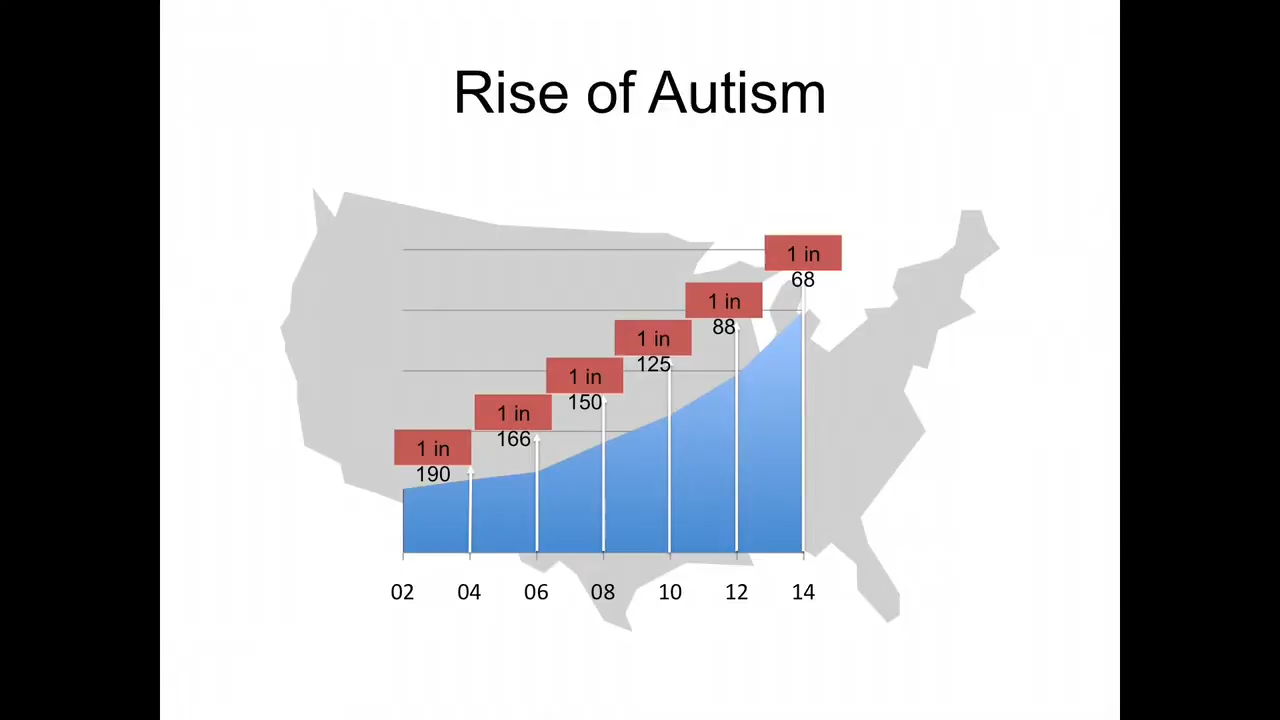 Rise of Autism
1 in
68
1 in
88
1 in
125
1 in
150
1 in
166
1 in
190
02 04 06 08 10 12 14